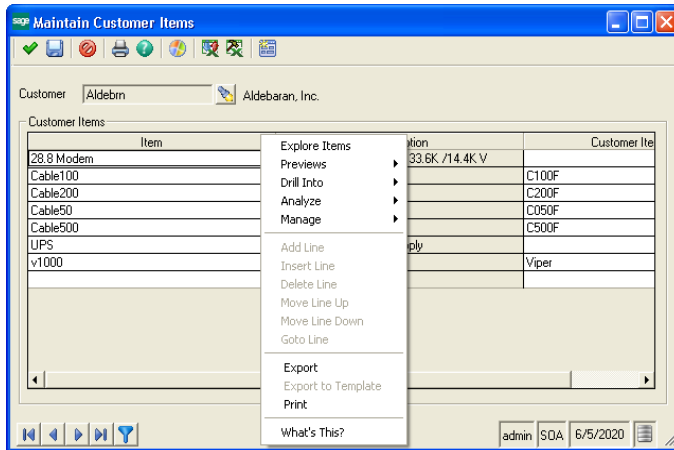 sage Maintain Customer Items
Customer Aldebrn Aldebaran, Inc.
Customer Items
Item ption Customer Ite
28.8 Modem 33.6K /14.4K V
Cable100 C100F
Cable200 C200F
Cable50 C050F
Cable500 C500F
UPS ply
v1000 Viper
Explore Items
Previews
Drill Into
Analyze
Manage
Add Line
Insert Line
Delete Line
Move Line Up
Move Line Down
Goto Line
Export
Export to Template
Print
What's This?
admin SOA 6/5/2020